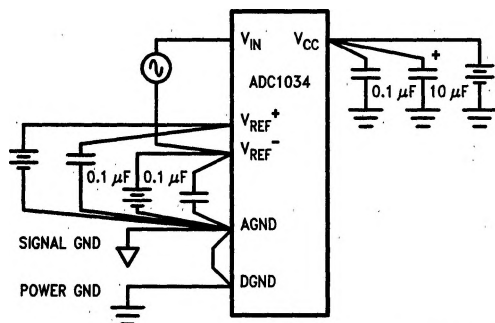 VIN VCC
ADC1034
+
0.1 µF 10 µF
VREF+
VREF−
0.1 µF 0.1 µF
AGND
SIGNAL GND
DGND
POWER GND